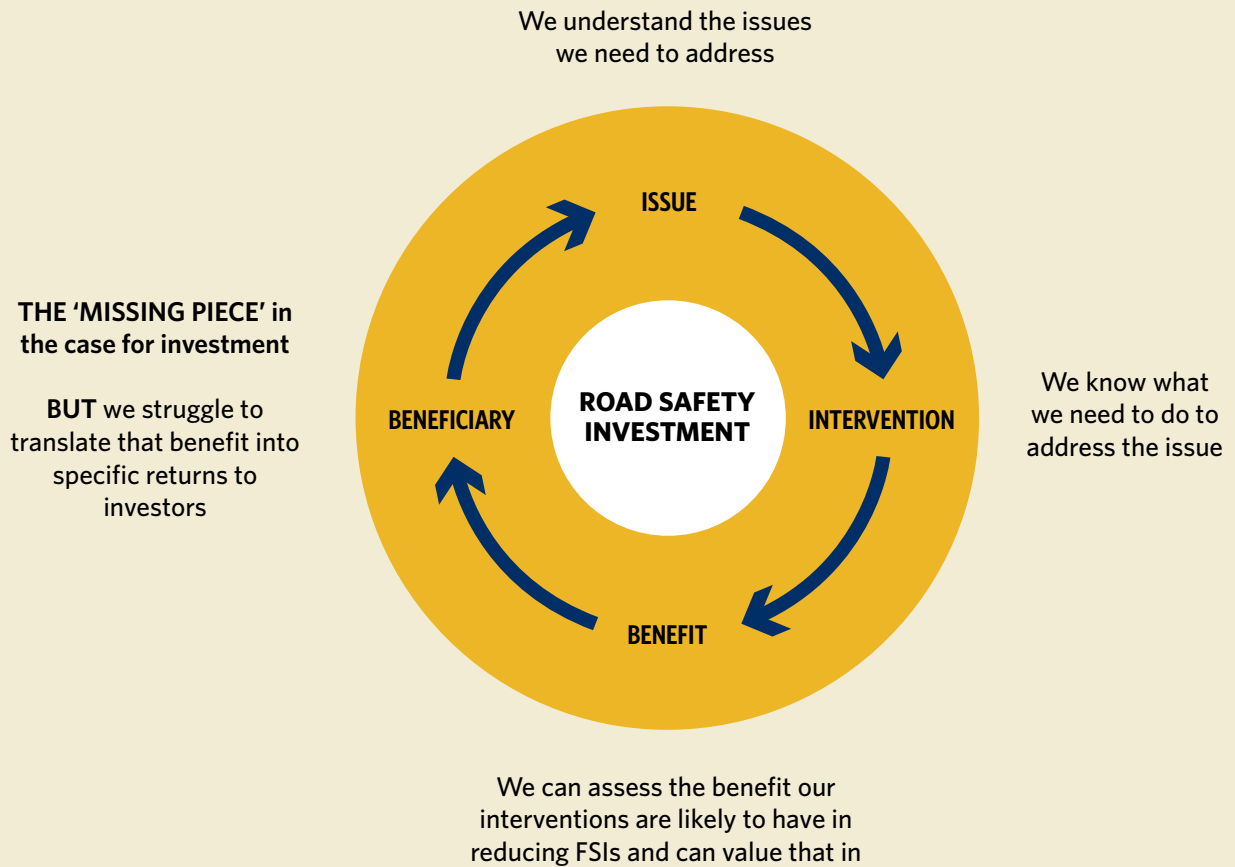 We understand the issues
we need to address
ISSUE
THE ‘MISSING PIECE’ in
the case for investment
BUT we struggle to
translate that benefit into
specific returns to
investors
BENEFICIARY
ROAD SAFETY
INVESTMENT
INTERVENTION
We know what
we need to do to
address the issue
BENEFIT
We can assess the benefit our
interventions are likely to have in
reducing FSIs and can value that in